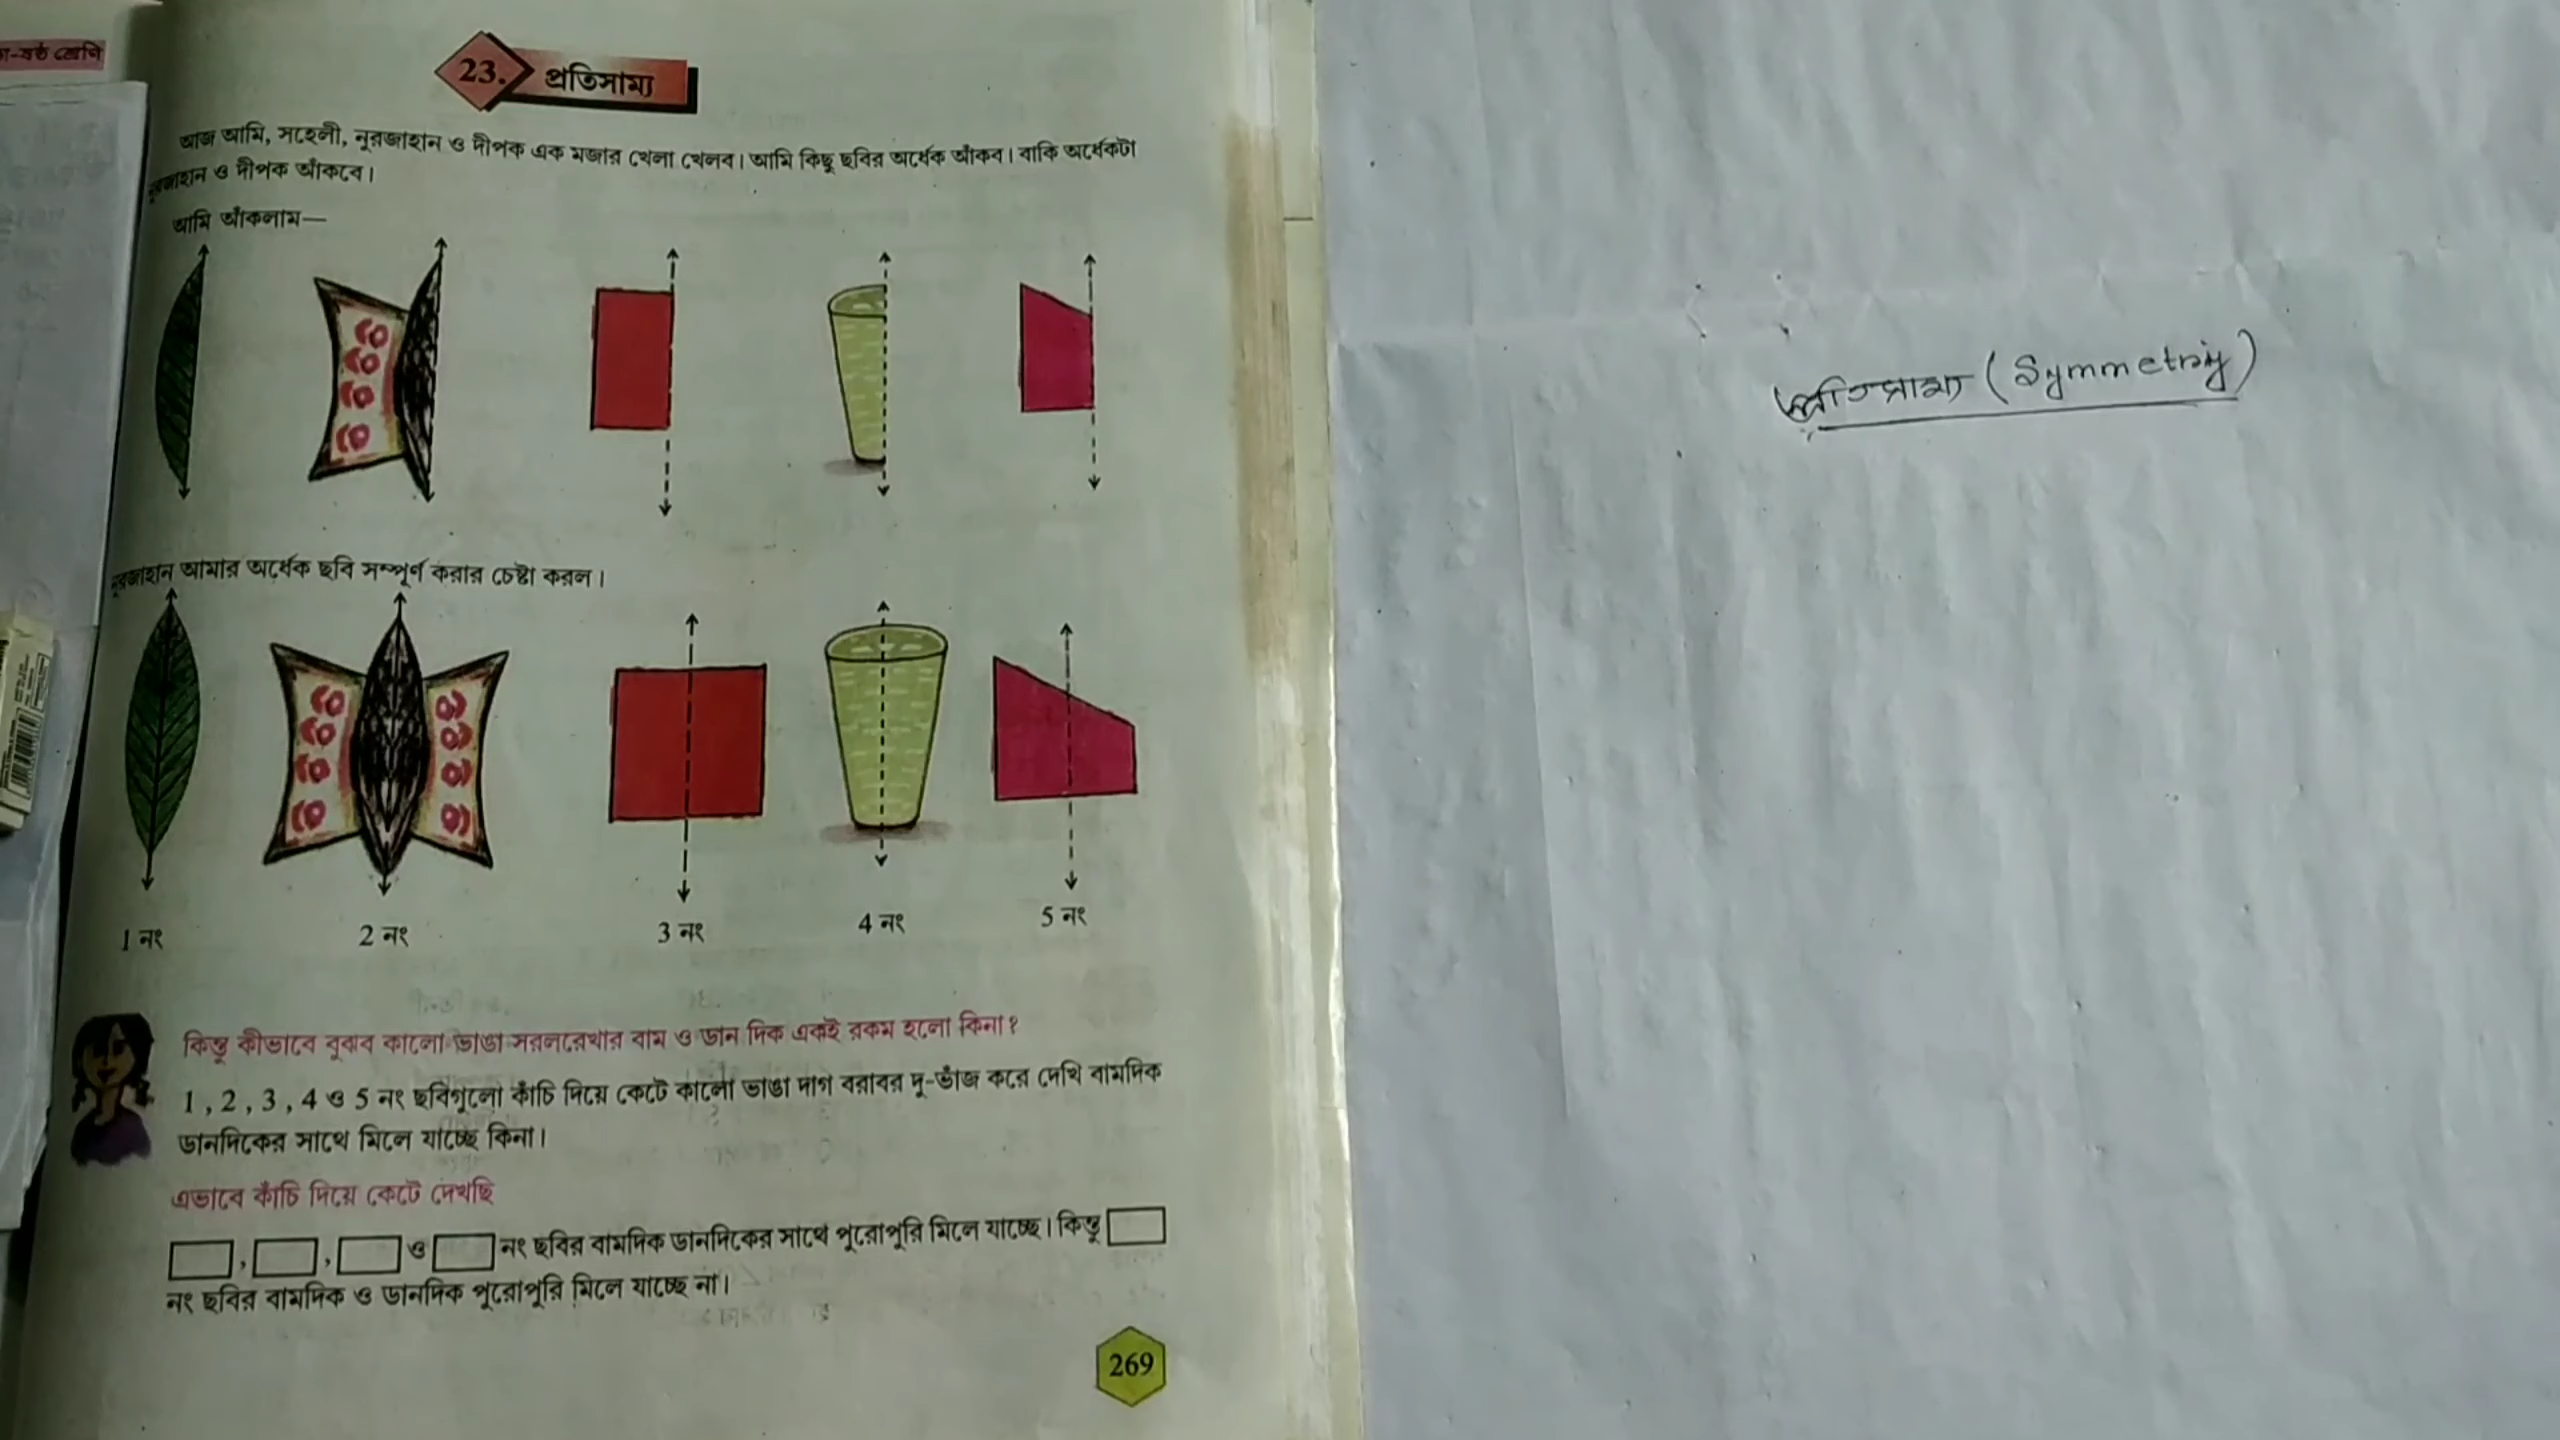 ষষ্ঠ শ্রেণি
23. প্রতিসাম্য
আজ আমি, সহেলী, নুরজাহান ও দীপক এক মজার খেলা খেলব। আমি কিছু ছবির অর্ধেক আঁকব। বাকি অর্ধেকটা
নুরজাহান ও দীপক আঁকবে।
আমি আঁকলাম—
নুরজাহান আমার অর্ধেক ছবি সম্পূর্ণ করার চেষ্টা করল।
1 নং 2 নং 3 নং 4 নং 5 নং
কিন্তু কীভাবে বুঝব কালো ভাঙা সরলরেখার বাম ও ডান দিক একই রকম হলো কিনা?
1 , 2 , 3 , 4 ও 5 নং ছবিগুলো কাঁচি দিয়ে কেটে কালো ভাঙা দাগ বরাবর দু-ভাঁজ করে দেখি বামদিক
ডানদিকের সাথে মিলে যাচ্ছে কিনা।
এভাবে কাঁচি দিয়ে কেটে দেখছি
, , ও নং ছবির বামদিক ডানদিকের সাথে পুরোপুরি মিলে যাচ্ছে। কিন্তু
নং ছবির বামদিক ও ডানদিক পুরোপুরি মিলে যাচ্ছে না।
269
প্রতিসাম্য (Symmetriy)